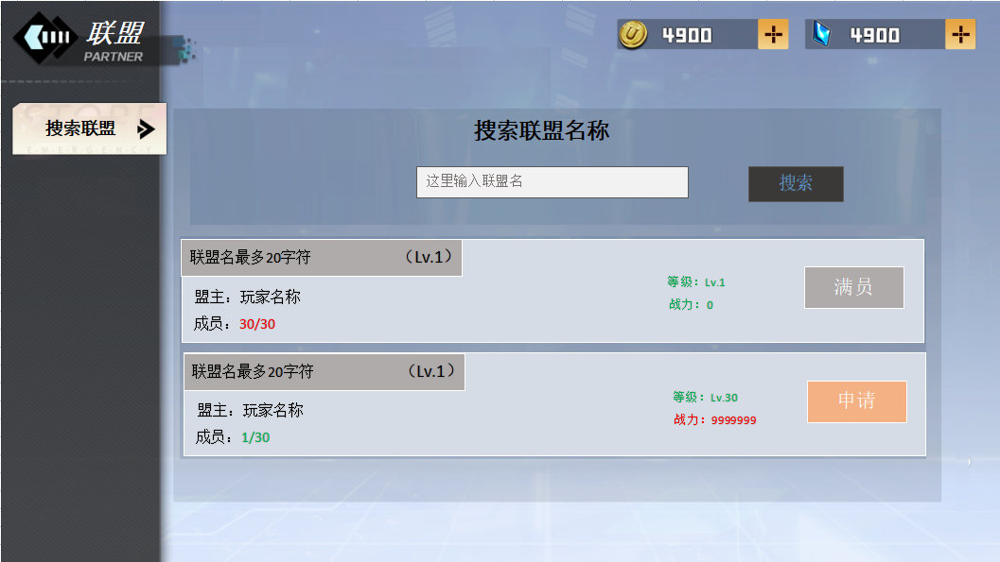 联盟
PARTNER
4900
4900
搜索联盟
EMERGENCY
搜索联盟名称
这里输入联盟名
搜索
联盟名最多20字符 （Lv.1）
盟主：玩家名称
成员：30/30
等级：Lv.1
战力：0
满员
联盟名最多20字符 （Lv.1）
盟主：玩家名称
成员：1/30
等级：Lv.30
战力：9999999
申请